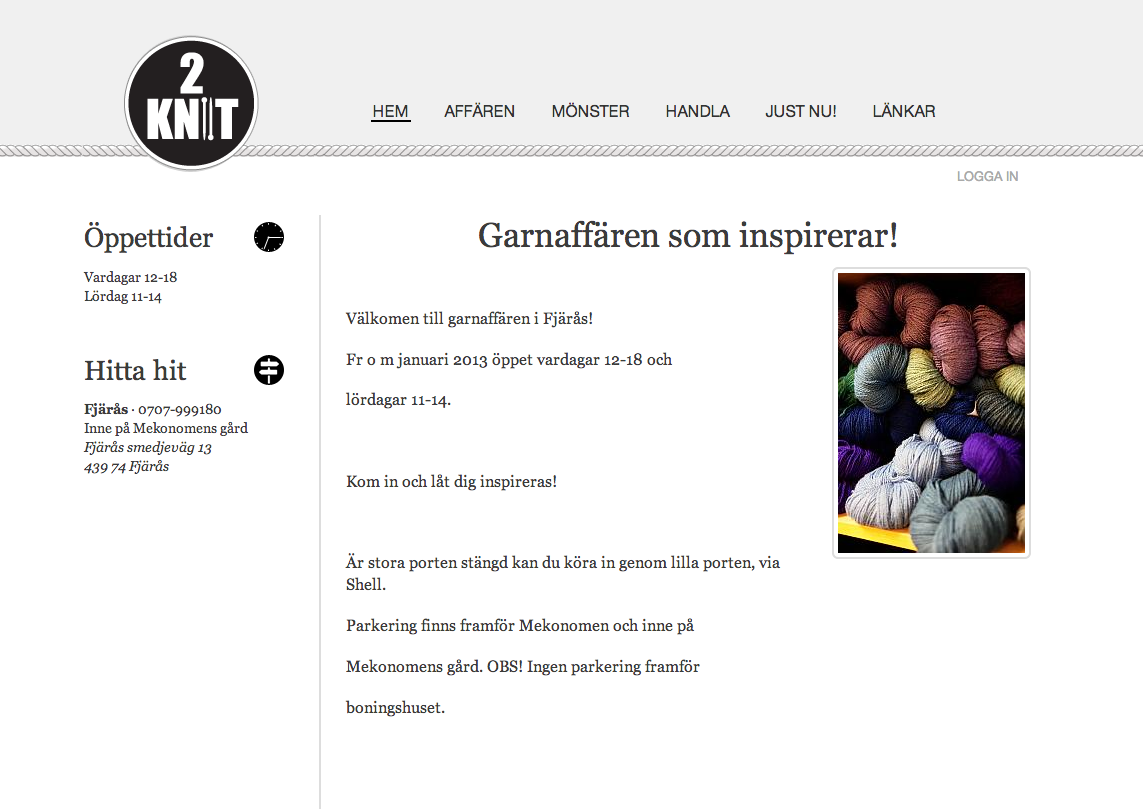 2
KNIT
HEM AFFÄREN MÖNSTER HANDLA JUST NU! LÄNKAR
LOGGA IN
Öppettider
Vardagar 12-18
Lördag 11-14
Hitta hit
Fjärås · 0707-999180
Inne på Mekonomens gård
Fjärås smedjeväg 13
439 74 Fjärås
Garnaffären som inspirerar!
Välkomen till garnaffären i Fjärås!
Fr o m januari 2013 öppet vardagar 12-18 och
lördagar 11-14.
Kom in och låt dig inspireras!
Är stora porten stängd kan du köra in genom lilla porten, via
Shell.
Parkering finns framför Mekonomen och inne på
Mekonomens gård. OBS! Ingen parkering framför
boningshuset.